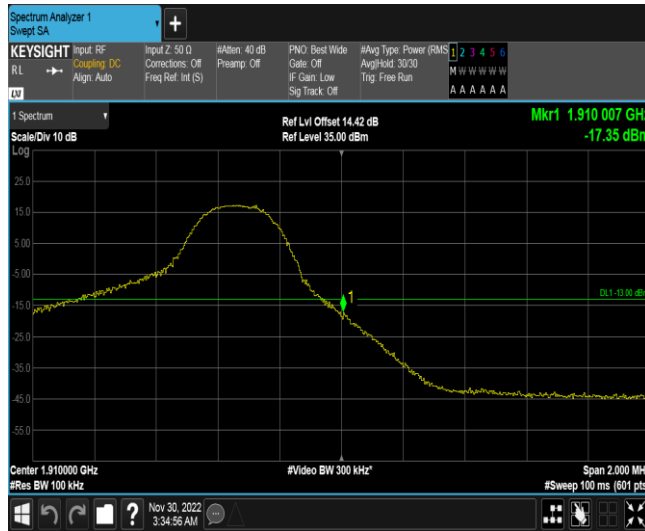 Spectrum Analyzer 1
Swept SA
KEYSIGHT
RL
Input: RF
Coupling: DC
Align: Auto
Input Z: 50 Ω
Corrections: Off
Freq Ref: Int (S)
#Atten: 40 dB
Preamp: Off
PNO: Best Wide
Gate: Off
IF Gain: Low
Sig Track: Off
#Avg Type: Power (RMS
Avg|Hold: 30/30
Trig: Free Run
1 2 3 4 5 6
M W W W W W
A A A A A A
LXI
1 Spectrum
Scale/Div 10 dB
Ref Lvl Offset 14.42 dB
Ref Level 35.00 dBm
Mkr1 1.910 007 GH
-17.35 dBm
Log
25.0
15.0
5.00
-5.00
-15.0
-25.0
-35.0
-45.0
-55.0
1
DL1 -13.00 dB
Center 1.910000 GHz
#Res BW 100 kHz
#Video BW 300 kHz*
Span 2.000 MH
#Sweep 100 ms (601 pts
?
Nov 30, 2022
3:34:56 AM